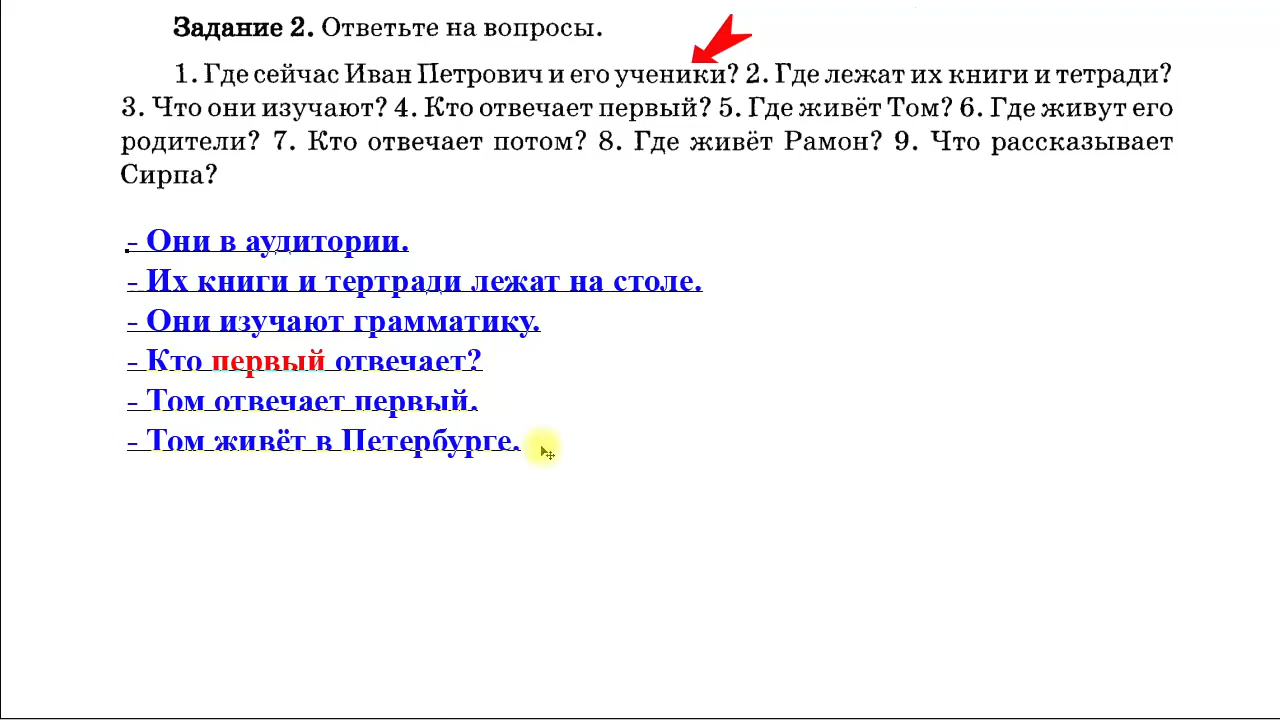 Задание 2. Ответьте на вопросы.
1. Где сейчас Иван Петрович и его ученики? 2. Где лежат их книги и тетради?
3. Что они изучают? 4. Кто отвечает первый? 5. Где живёт Том? 6. Где живут его
родители? 7. Кто отвечает потом? 8. Где живёт Рамон? 9. Что рассказывает
Сирпа?
- Они в аудитории.
- Их книги и тертради лежат на столе.
- Они изучают грамматику.
- Кто первый отвечает?
- Том отвечает первый.
- Том живёт в Петербурге.